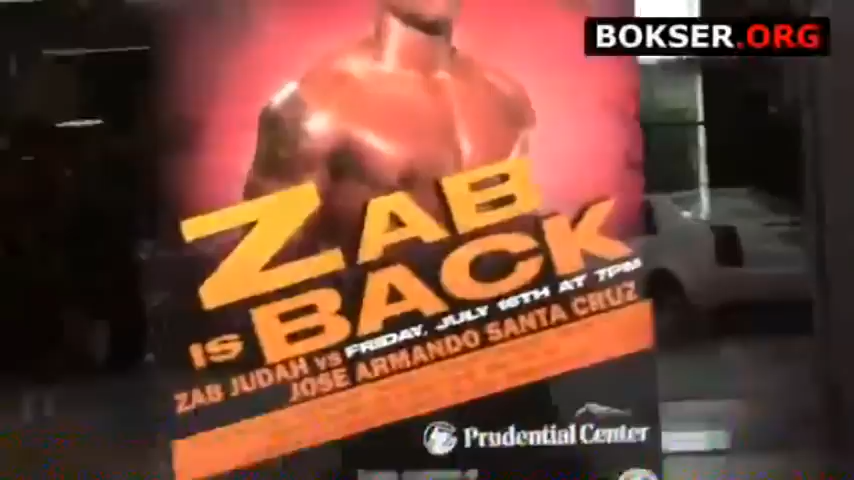 BOKSER.ORG
ZAB
IS BACK
FRIDAY, JULY 16TH AT 7PM
ZAB JUDAH VS JOSE ARMANDO SANTA CRUZ
Prudential Center